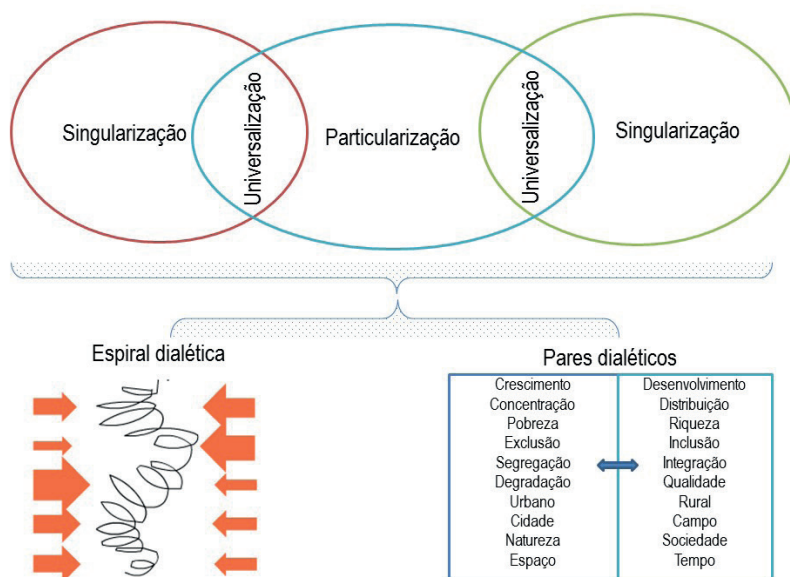 Singularização
Universalização
Particularização
Universalização
Singularização
Espiral dialética
Pares dialéticos
Crescimento
Desenvolvimento
Concentração
Distribuição
Pobreza
Riqueza
Exclusão
Inclusão
Segregação
Integração
Degradação
Qualidade
Urbano
Rural
Cidade
Campo
Natureza
Sociedade
Espaço
Tempo